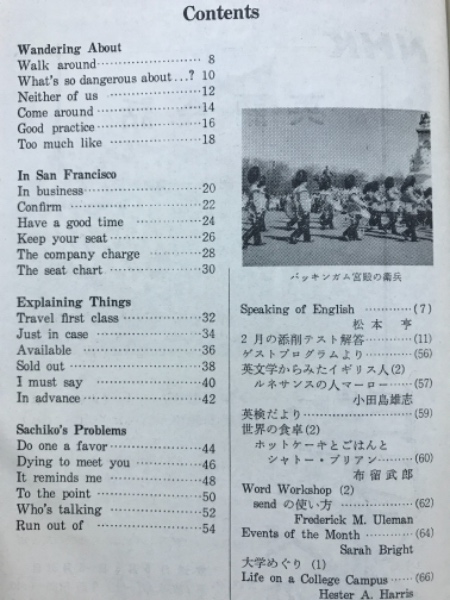 Contents
Wandering About
Walk around 8
What's so dangerous about...? 10
Neither of us 12
Come around 14
Good practice 16
Too much like 18
In San Francisco
In business 20
Confirm 22
Have a good time 24
Keep your seat 26
The company charge 28
The seat chart 30
Explaining Things
Travel first class 32
Just in case 34
Available 36
Sold out 38
I must say 40
In advance 42
Sachiko's Problems
Do one a favor 44
Dying to meet you 46
It reminds me 48
To the point 50
Who's talking 52
Run out of 54
バッキンガム宮殿の衛兵
Speaking of English (7)
松本 亨
2月の添削テスト解答 (11)
ゲストプログラムより (56)
英文学からみたイギリス人(2)
ルネサンスの人マーロー (57)
小田島雄志
英検だより (59)
世界の食卓(2)
ホットケーキとごはんと
シャトー・ブリアン (60)
布留武郎
Word Workshop (2)
send の使い方 (62)
Frederick M. Uleman
Events of the Month (64)
Sarah Bright
大学めぐり (1)
Life on a College Campus (66)
Hester A. Harris